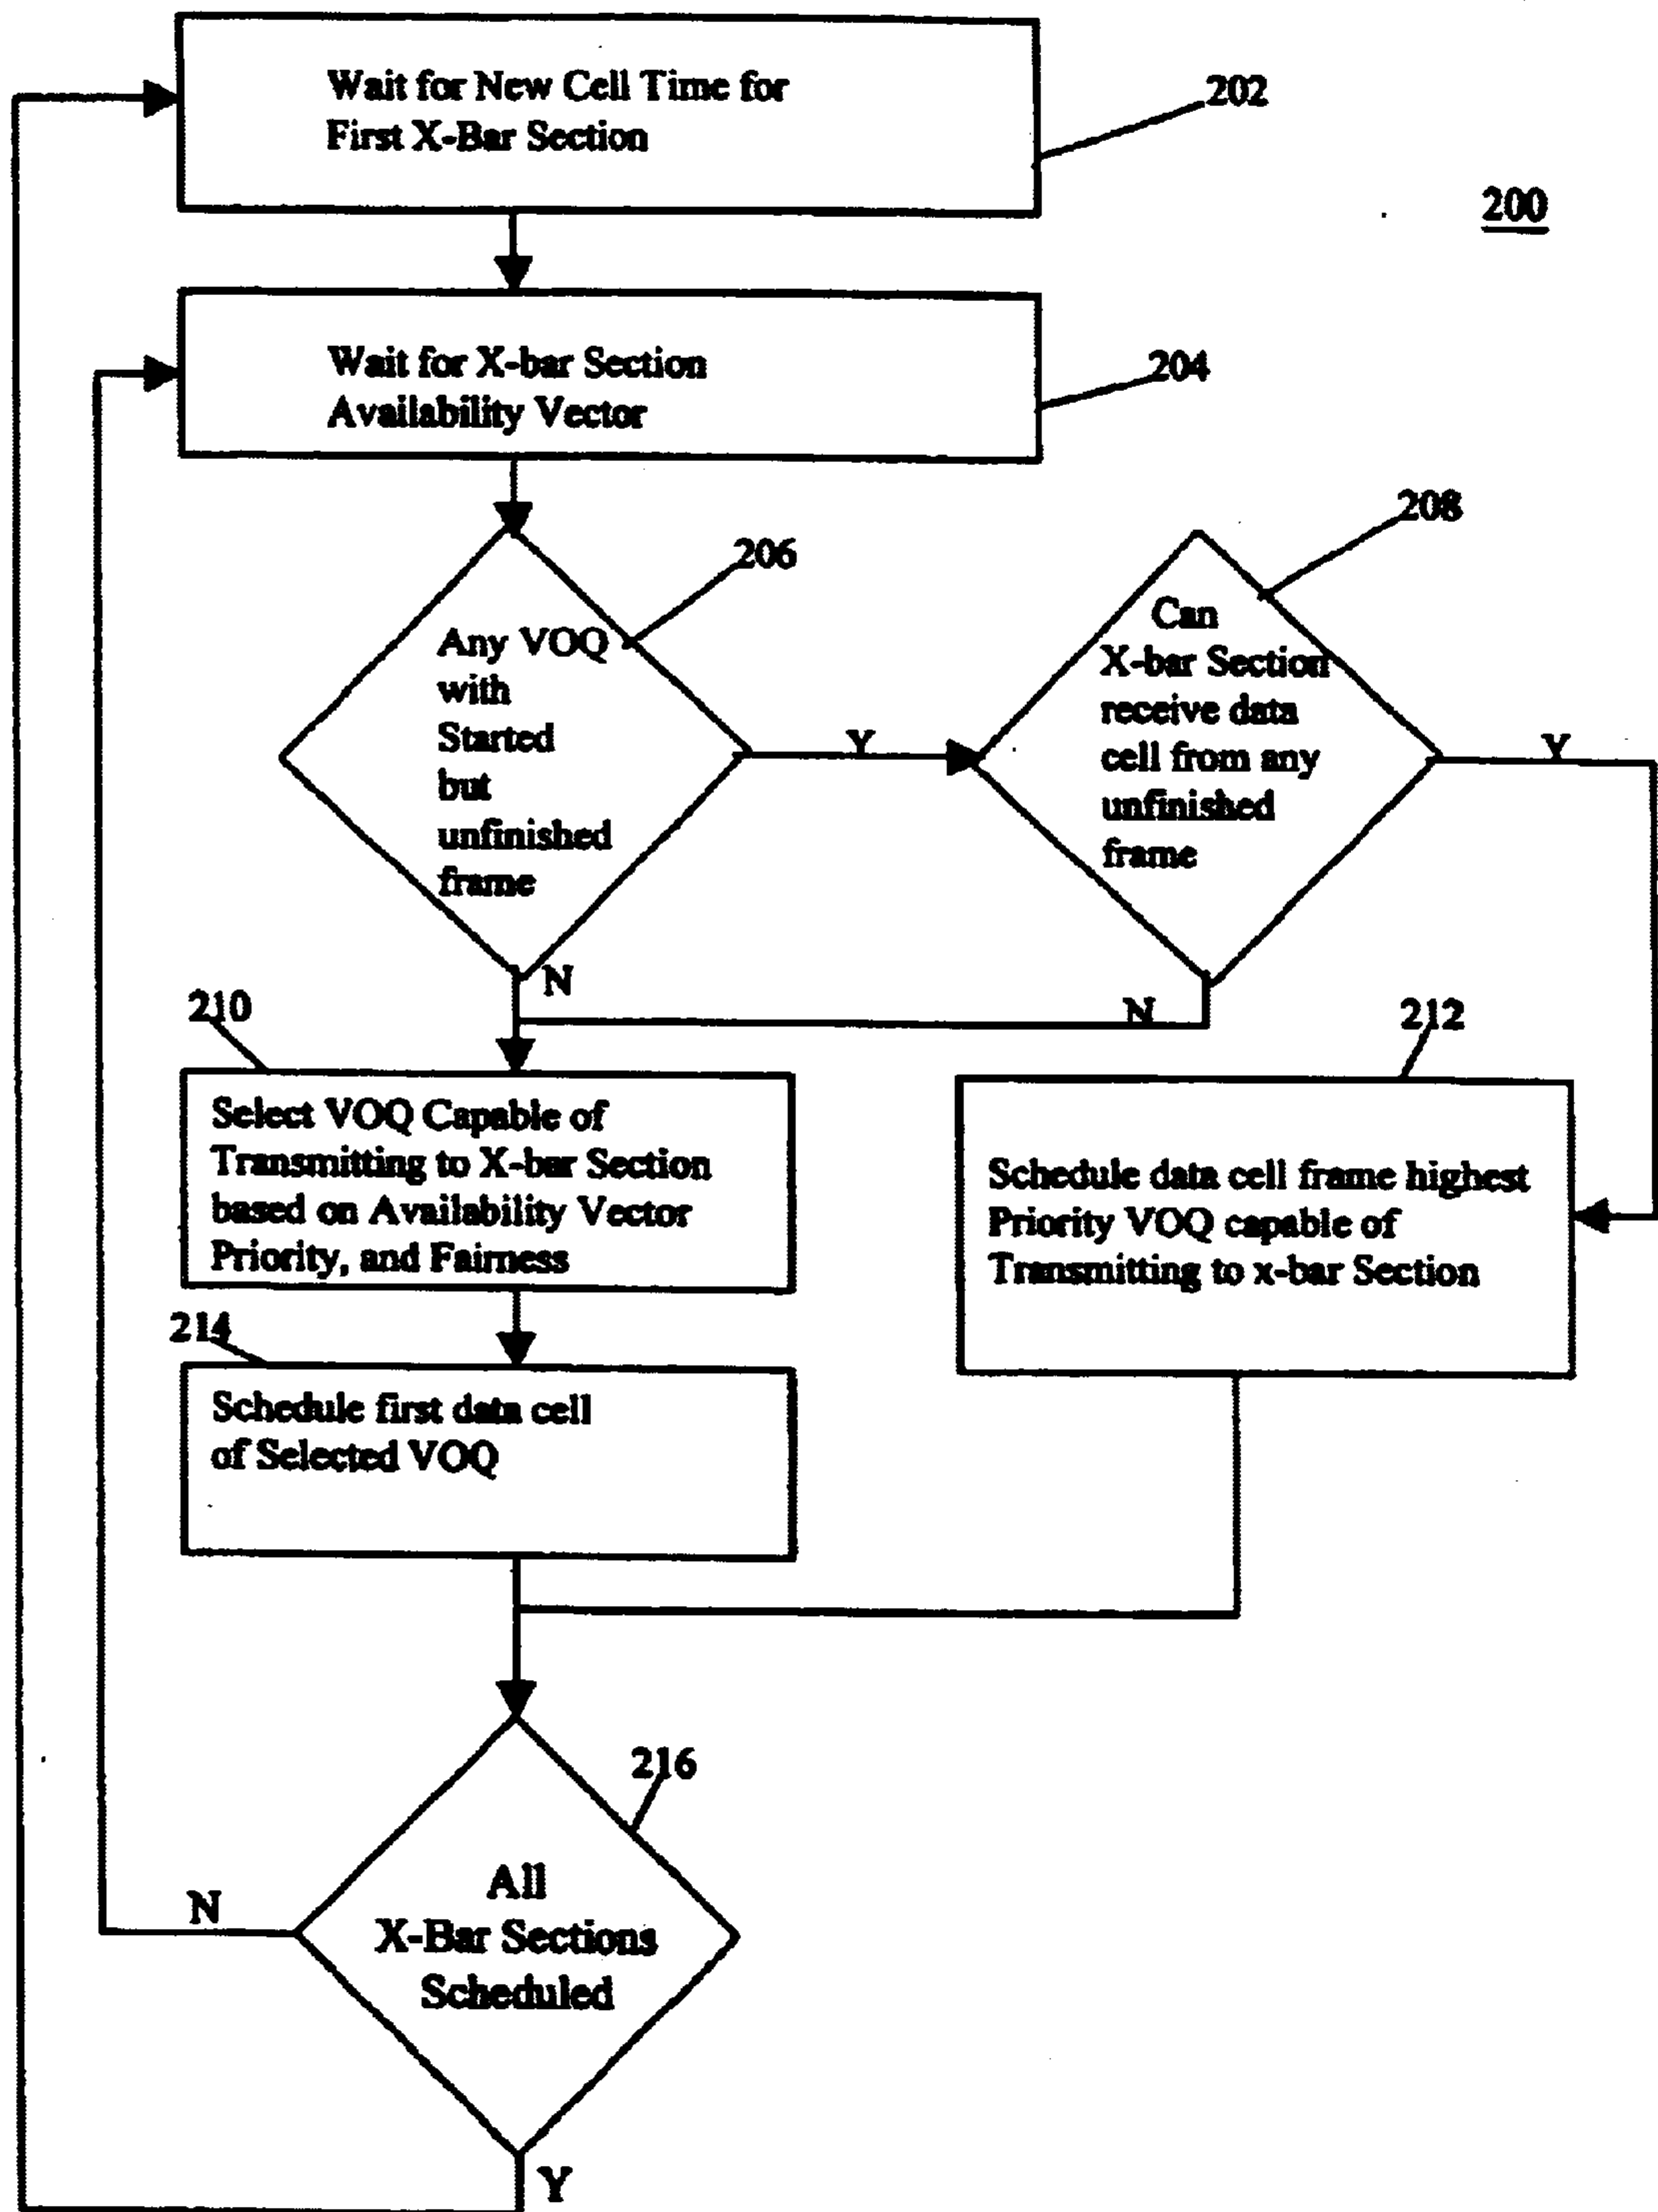 Wait for New Cell Time for
First X-Bar Section
202
200
Wait for X-bar Section
Availability Vector
204
206
Any VOQ
with
Started
but
unfinished
frame
Y
N
208
Can
X-bar Section
receive data
cell from any
unfinished
frame
Y
N
210
Select VOQ Capable of
Transmitting to X-bar Section
based on Availability Vector
Priority, and Fairness
212
Schedule data cell frame highest
Priority VOQ capable of
Transmitting to x-bar Section
214
Schedule first data cell
of Selected VOQ
216
All
X-Bar Sections
Scheduled
N
Y